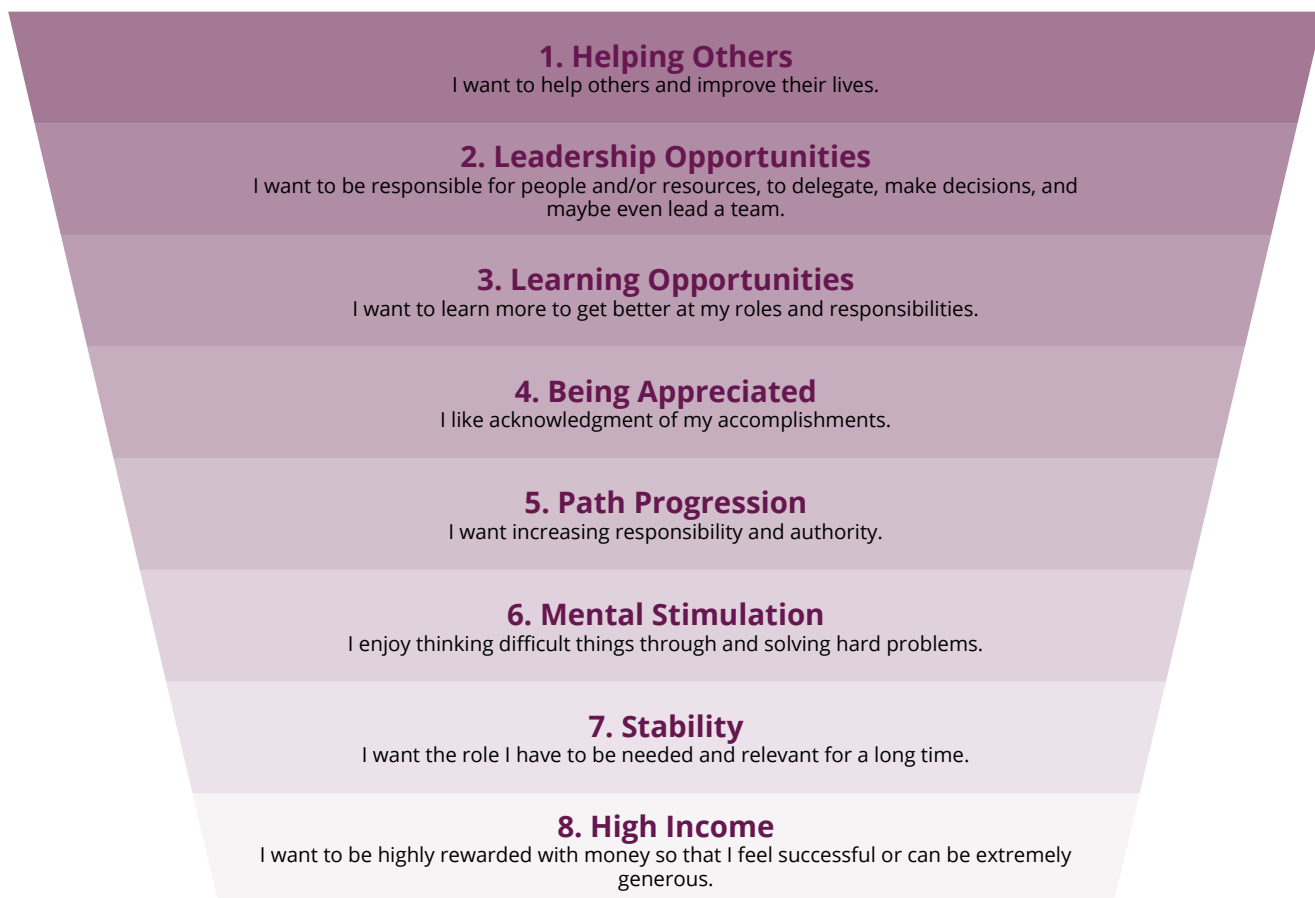 1. Helping Others
I want to help others and improve their lives.
2. Leadership Opportunities
I want to be responsible for people and/or resources, to delegate, make decisions, and
maybe even lead a team.
3. Learning Opportunities
I want to learn more to get better at my roles and responsibilities.
4. Being Appreciated
I like acknowledgment of my accomplishments.
5. Path Progression
I want increasing responsibility and authority.
6. Mental Stimulation
I enjoy thinking difficult things through and solving hard problems.
7. Stability
I want the role I have to be needed and relevant for a long time.
8. High Income
I want to be highly rewarded with money so that I feel successful or can be extremely
generous.